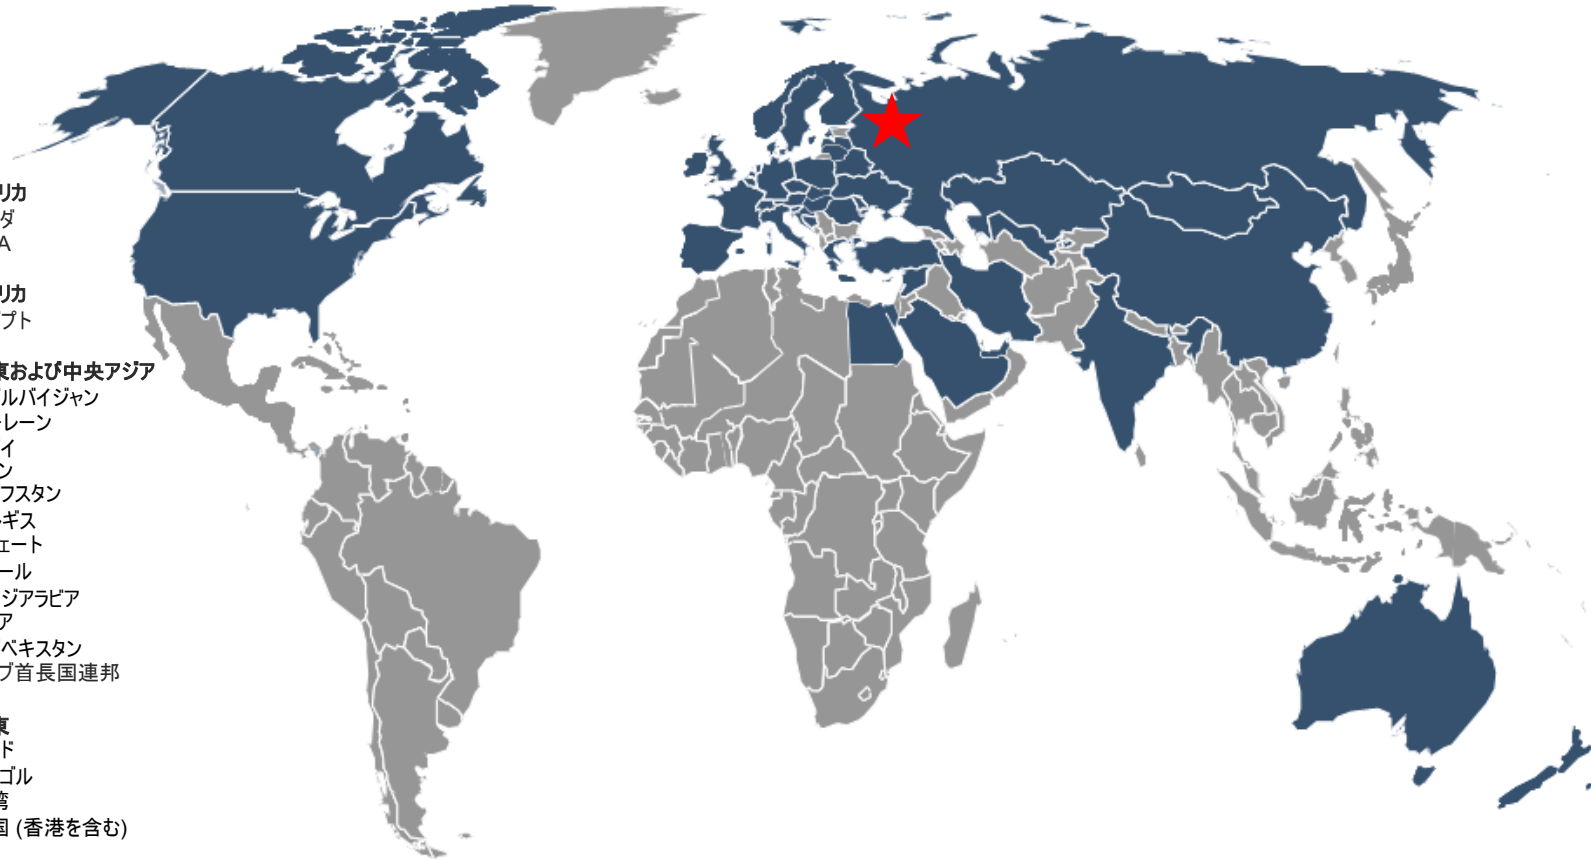 リカ
ダ
A
リカ
プト
東および中央アジア
ルバイジャン
ーレーン
イ
ン
フスタン
ギス
ェート
ール
ジアラビア
ア
ベキスタン
ブ首長国連邦
東
ド
ゴル
湾
国 (香港を含む)